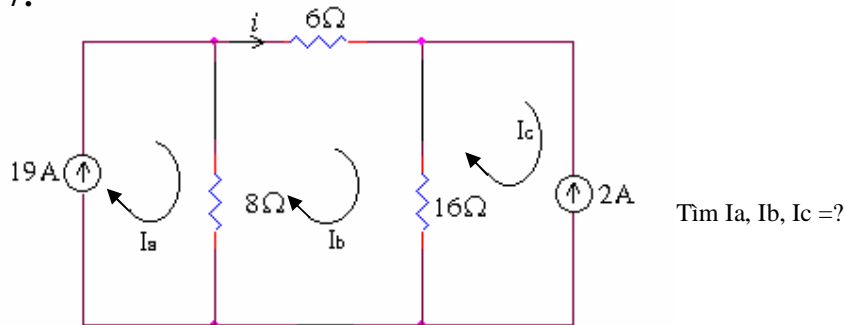 7.
i
6Ω
19A
8Ω
16Ω
2A
Ia
Ib
Ic
Tìm Ia, Ib, Ic =?